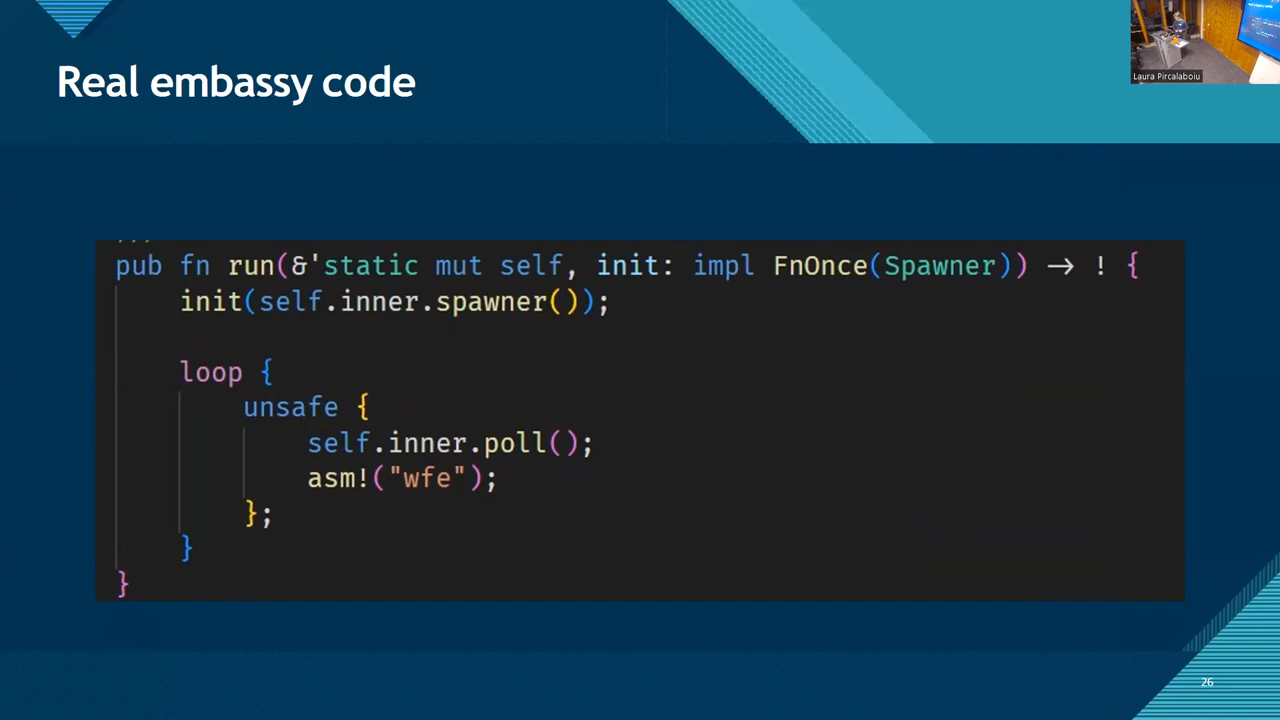 Real embassy code
Laura Pircalaboiu
pub fn run(&'static mut self, init: impl FnOnce(Spawner)) → ! {
init(self.inner.spawner());
loop {
unsafe {
self.inner.poll();
asm!("wfe");
};
}
}
26